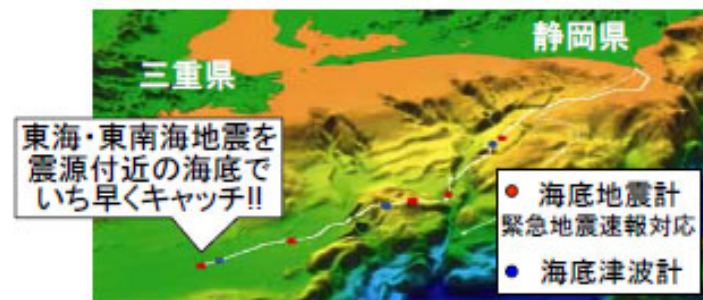 静岡県
三重県
東海・東南海地震を
震源付近の海底で
いち早くキャッチ!!
海底地震計
緊急地震速報対応
海底津波計